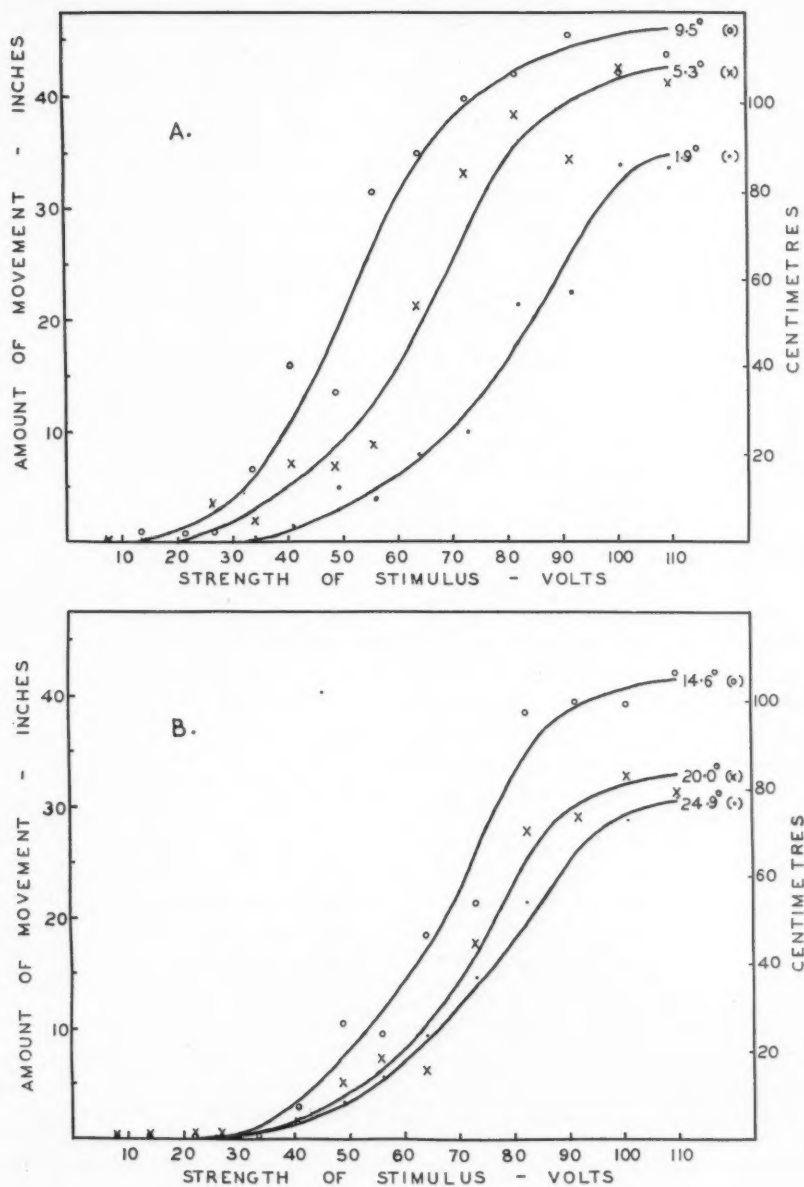 AMOUNT OF MOVEMENT - INCHES
40
30
20
10
A.
9·5° (o)
5·3° (x)
1·9° (·)
100
80
60
40
20
CENTIMETRES
10 20 30 40 50 60 70 80 90 100 110
STRENGTH OF STIMULUS - VOLTS
AMOUNT OF MOVEMENT - INCHES
40
30
20
10
B.
14·6° (o)
20·0° (x)
24·9° (·)
100
80
60
40
20
CENTIMETRES
10 20 30 40 50 60 70 80 90 100 110
STRENGTH OF STIMULUS - VOLTS